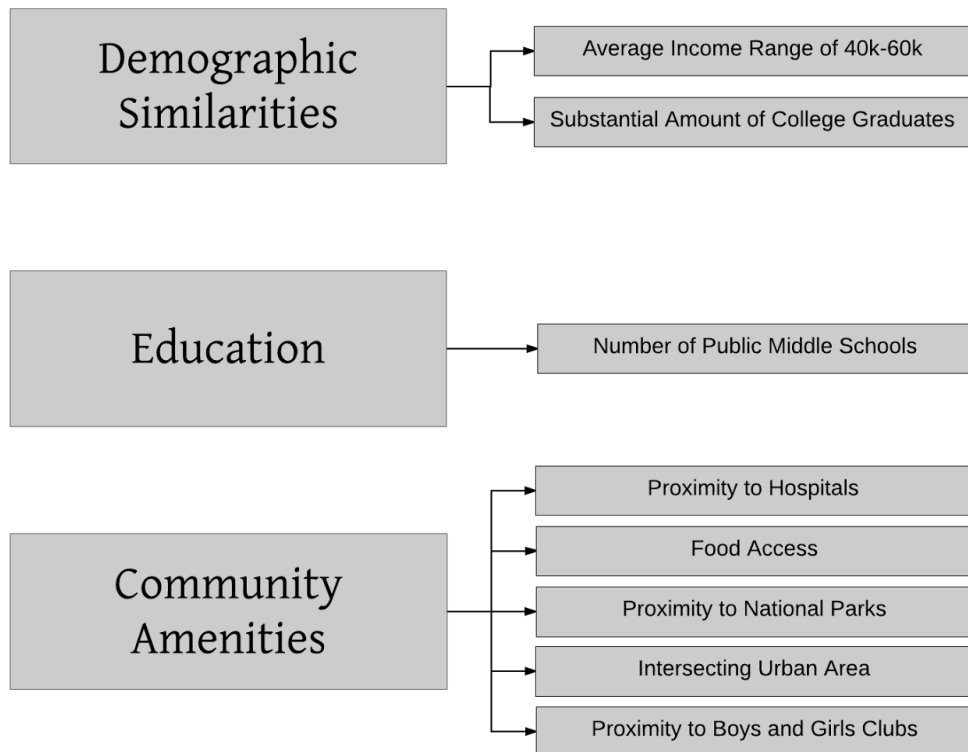 Demographic
Similarities
Average Income Range of 40k-60k
Substantial Amount of College Graduates
Education
Number of Public Middle Schools
Community
Amenities
Proximity to Hospitals
Food Access
Proximity to National Parks
Intersecting Urban Area
Proximity to Boys and Girls Clubs